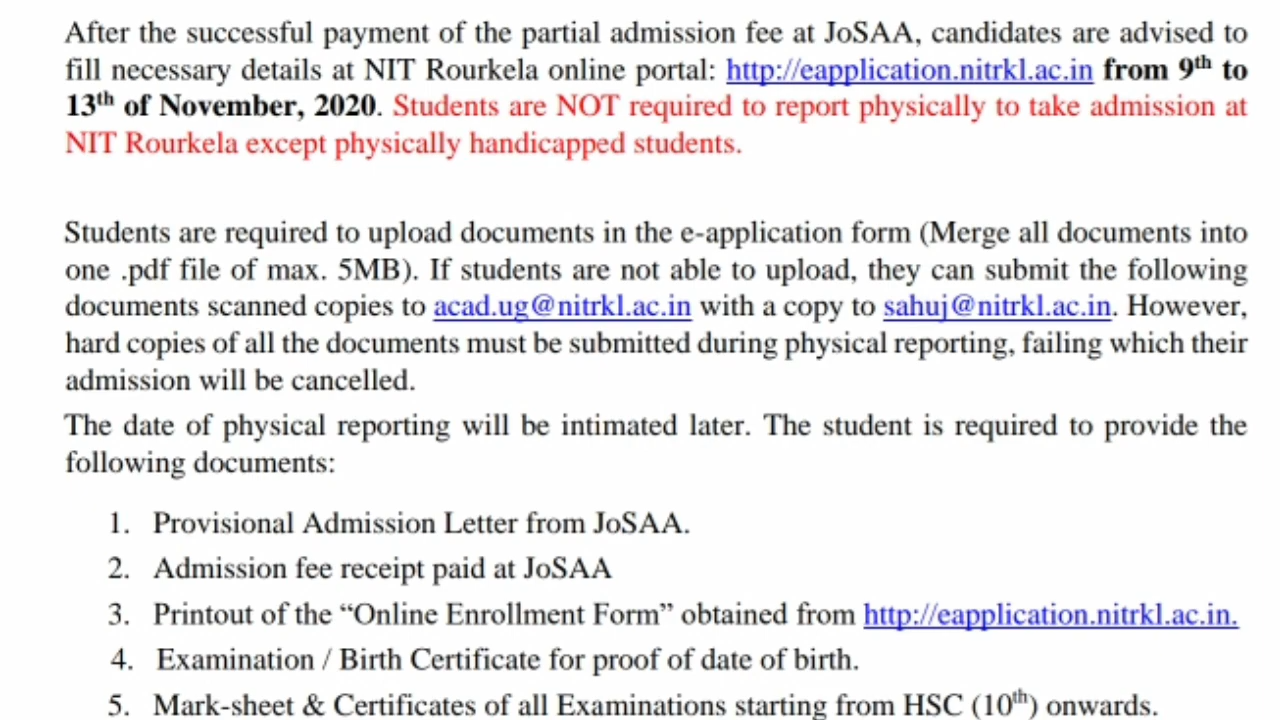 After the successful payment of the partial admission fee at JoSAA, candidates are advised to
fill necessary details at NIT Rourkela online portal: http://eapplication.nitrkl.ac.in from 9th to
13th of November, 2020. Students are NOT required to report physically to take admission at
NIT Rourkela except physically handicapped students.
Students are required to upload documents in the e-application form (Merge all documents into
one .pdf file of max. 5MB). If students are not able to upload, they can submit the following
documents scanned copies to acad.ug@nitrkl.ac.in with a copy to sahuj@nitrkl.ac.in. However,
hard copies of all the documents must be submitted during physical reporting, failing which their
admission will be cancelled.
The date of physical reporting will be intimated later. The student is required to provide the
following documents:
1. Provisional Admission Letter from JoSAA.
2. Admission fee receipt paid at JoSAA
3. Printout of the “Online Enrollment Form” obtained from http://eapplication.nitrkl.ac.in.
4. Examination / Birth Certificate for proof of date of birth.
5. Mark-sheet & Certificates of all Examinations starting from HSC (10th) onwards.